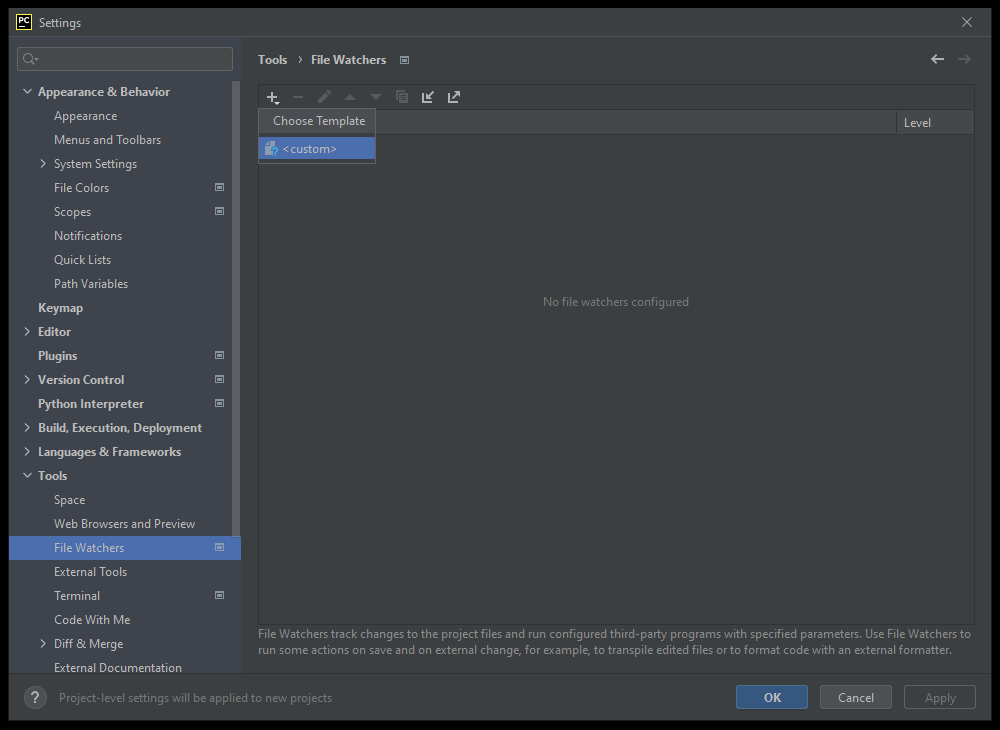 PC
Settings
Appearance & Behavior
Appearance
Menus and Toolbars
System Settings
File Colors
Scopes
Notifications
Quick Lists
Path Variables
Keymap
Editor
Plugins
Version Control
Python Interpreter
Build, Execution, Deployment
Languages & Frameworks
Tools
Space
Web Browsers and Preview
File Watchers
External Tools
Terminal
Code With Me
Diff & Merge
External Documentation
Tools › File Watchers
Choose Template
<custom>
Level
No file watchers configured
File Watchers track changes to the project files and run configured third-party programs with specified parameters. Use File Watchers to
run some actions on save and on external change, for example, to transpile edited files or to format code with an external formatter.
? Project-level settings will be applied to new projects
OK
Cancel
Apply